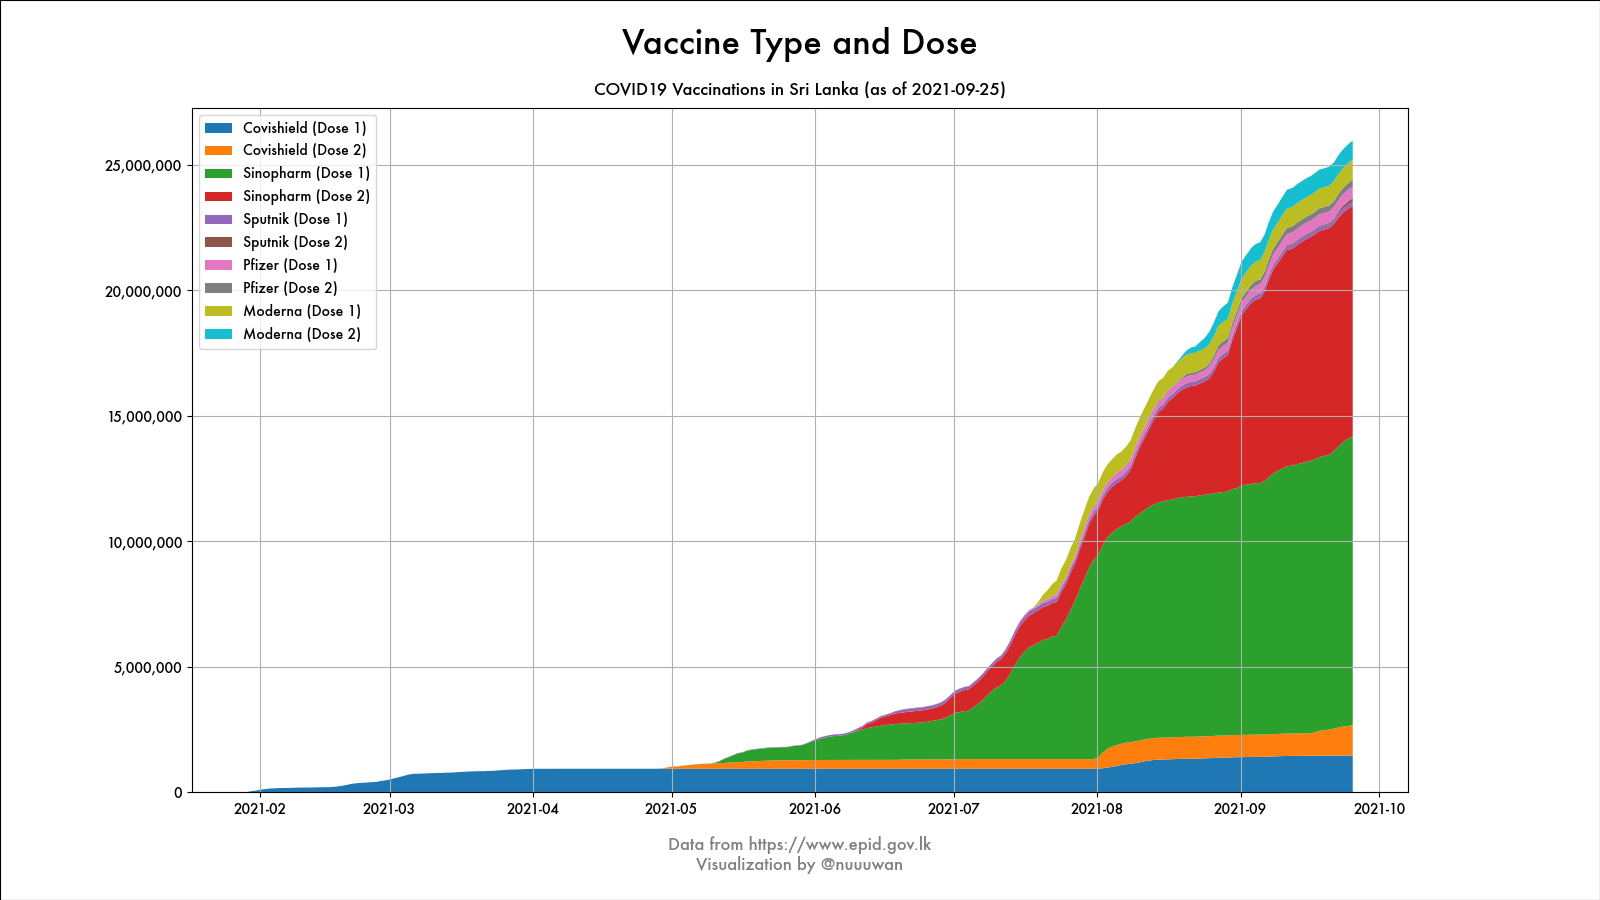 Vaccine Type and Dose
COVID19 Vaccinations in Sri Lanka (as of 2021-09-25)
Covishield (Dose 1)
Covishield (Dose 2)
Sinopharm (Dose 1)
Sinopharm (Dose 2)
Sputnik (Dose 1)
Sputnik (Dose 2)
Pfizer (Dose 1)
Pfizer (Dose 2)
Moderna (Dose 1)
Moderna (Dose 2)
25,000,000
20,000,000
15,000,000
10,000,000
5,000,000
0
2021-02 2021-03 2021-04 2021-05 2021-06 2021-07 2021-08 2021-09 2021-10
Data from https://www.epid.gov.lk
Visualization by @nuuuwan